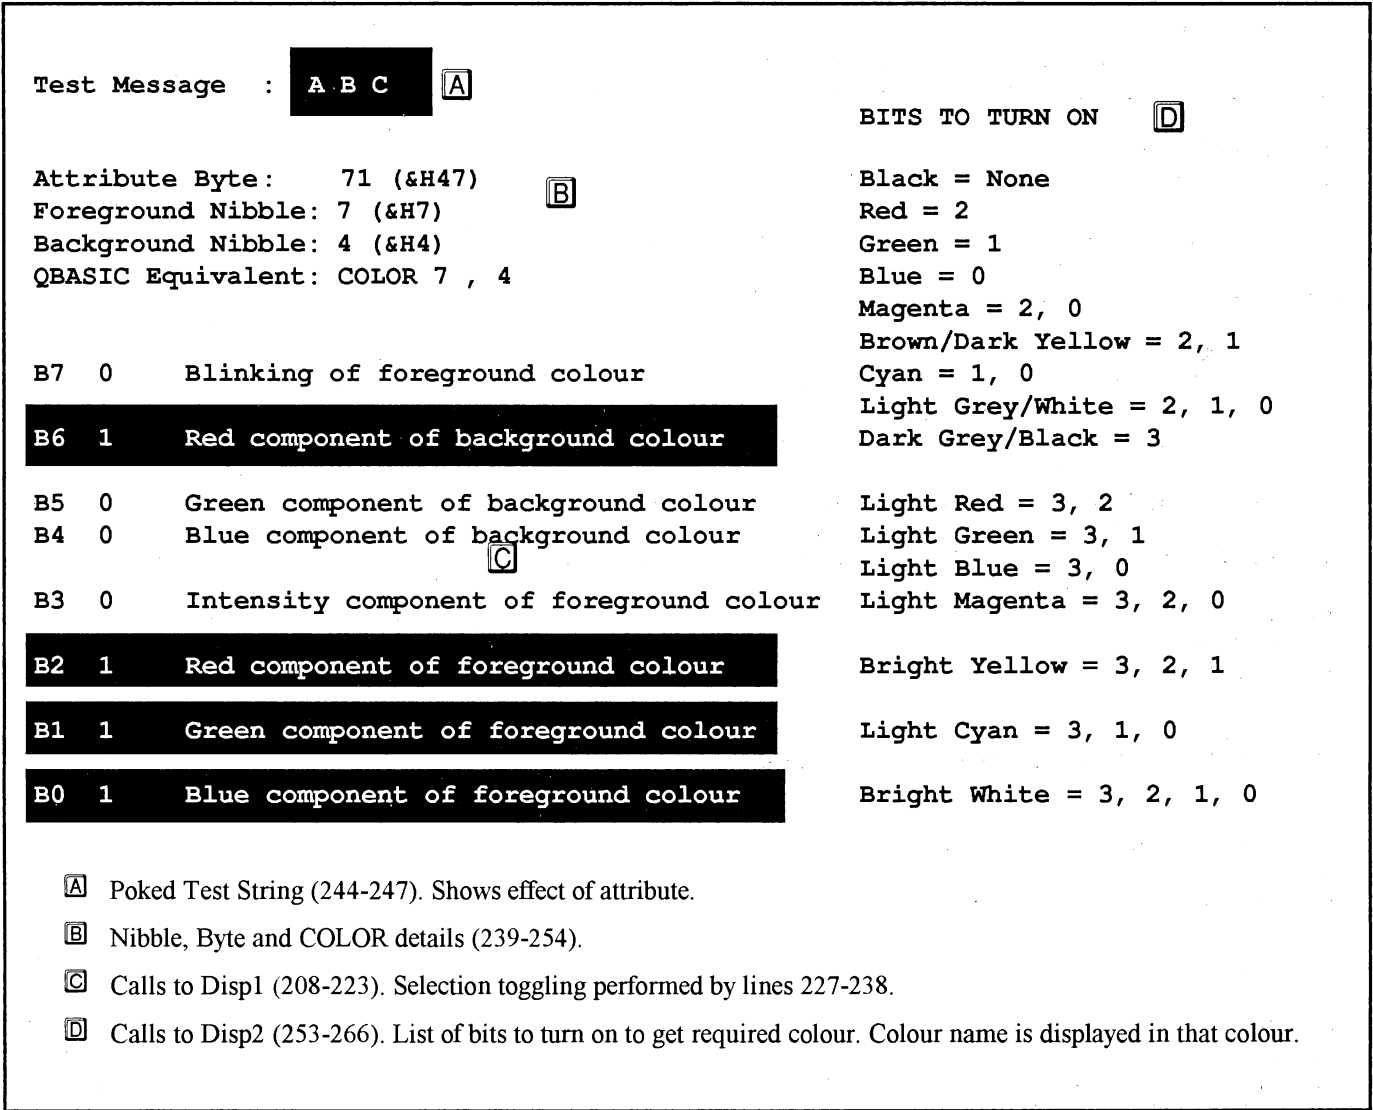 Test Message : A B C A
BITS TO TURN ON D
Attribute Byte: 71 (&H47) B
Foreground Nibble: 7 (&H7)
Background Nibble: 4 (&H4)
QBASIC Equivalent: COLOR 7 , 4
B7 0 Blinking of foreground colour
B6 1 Red component of background colour
B5 0 Green component of background colour
B4 0 Blue component of background colour
C
B3 0 Intensity component of foreground colour
B2 1 Red component of foreground colour
B1 1 Green component of foreground colour
B0 1 Blue component of foreground colour
Black = None
Red = 2
Green = 1
Blue = 0
Magenta = 2, 0
Brown/Dark Yellow = 2, 1
Cyan = 1, 0
Light Grey/White = 2, 1, 0
Dark Grey/Black = 3
Light Red = 3, 2
Light Green = 3, 1
Light Blue = 3, 0
Light Magenta = 3, 2, 0
Bright Yellow = 3, 2, 1
Light Cyan = 3, 1, 0
Bright White = 3, 2, 1, 0
A Poked Test String (244-247). Shows effect of attribute.
B Nibble, Byte and COLOR details (239-254).
C Calls to Disp1 (208-223). Selection toggling performed by lines 227-238.
D Calls to Disp2 (253-266). List of bits to turn on to get required colour. Colour name is displayed in that colour.